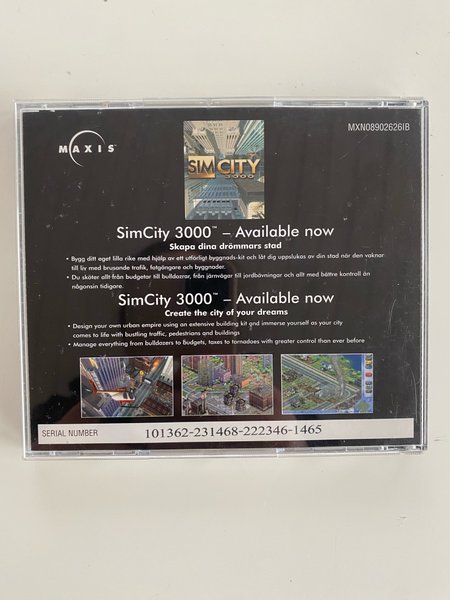 MAXIS™
MXN08902626IB
SIMCITY
3000
SimCity 3000™ – Available now
Skapa dina drömmars stad
• Bygg ditt eget lilla rike med hjälp av ett utförligt byggnads-kit och låt dig uppslukas av din stad när den vaknar
till liv med brusande trafik, fotgängare och byggnader.
• Du sköter allt från budgetar till bulldozrar, från järnvägar till jordbävningar och allt med bättre kontroll än
någonsin tidigare.
SimCity 3000™ – Available now
Create the city of your dreams
• Design your own urban empire using an extensive building kit and immerse yourself as your city
comes to life with bustling traffic, pedestrians and buildings
• Manage everything from bulldozers to budgets, taxes to tornadoes with greater control than ever before
SERIAL NUMBER
101362-231468-222346-1465